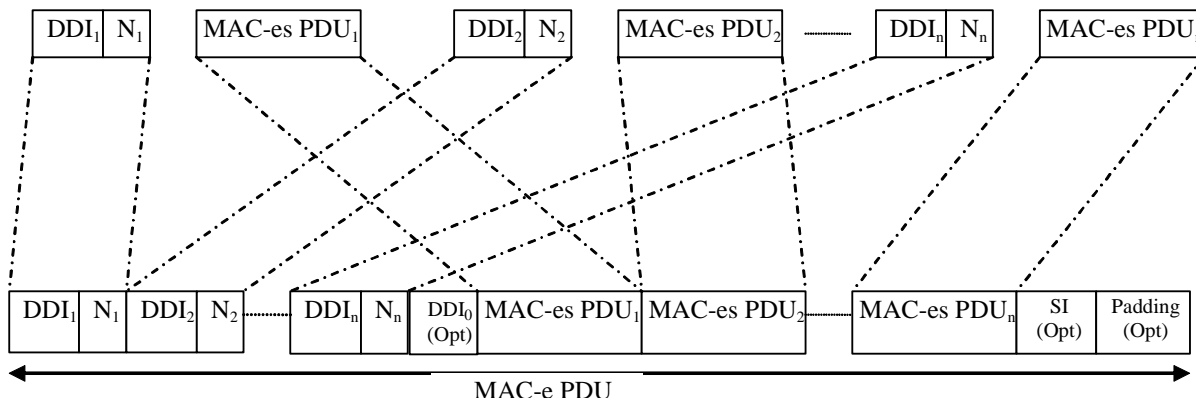 DDI₁ N₁ MAC-es PDU₁ DDI₂ N₂ MAC-es PDU₂ DDIₙ Nₙ MAC-es PDU
DDI₁ N₁ DDI₂ N₂ DDIₙ Nₙ DDI₀ (Opt) MAC-es PDU₁ MAC-es PDU₂ MAC-es PDUₙ SI (Opt) Padding (Opt)
MAC-e PDU